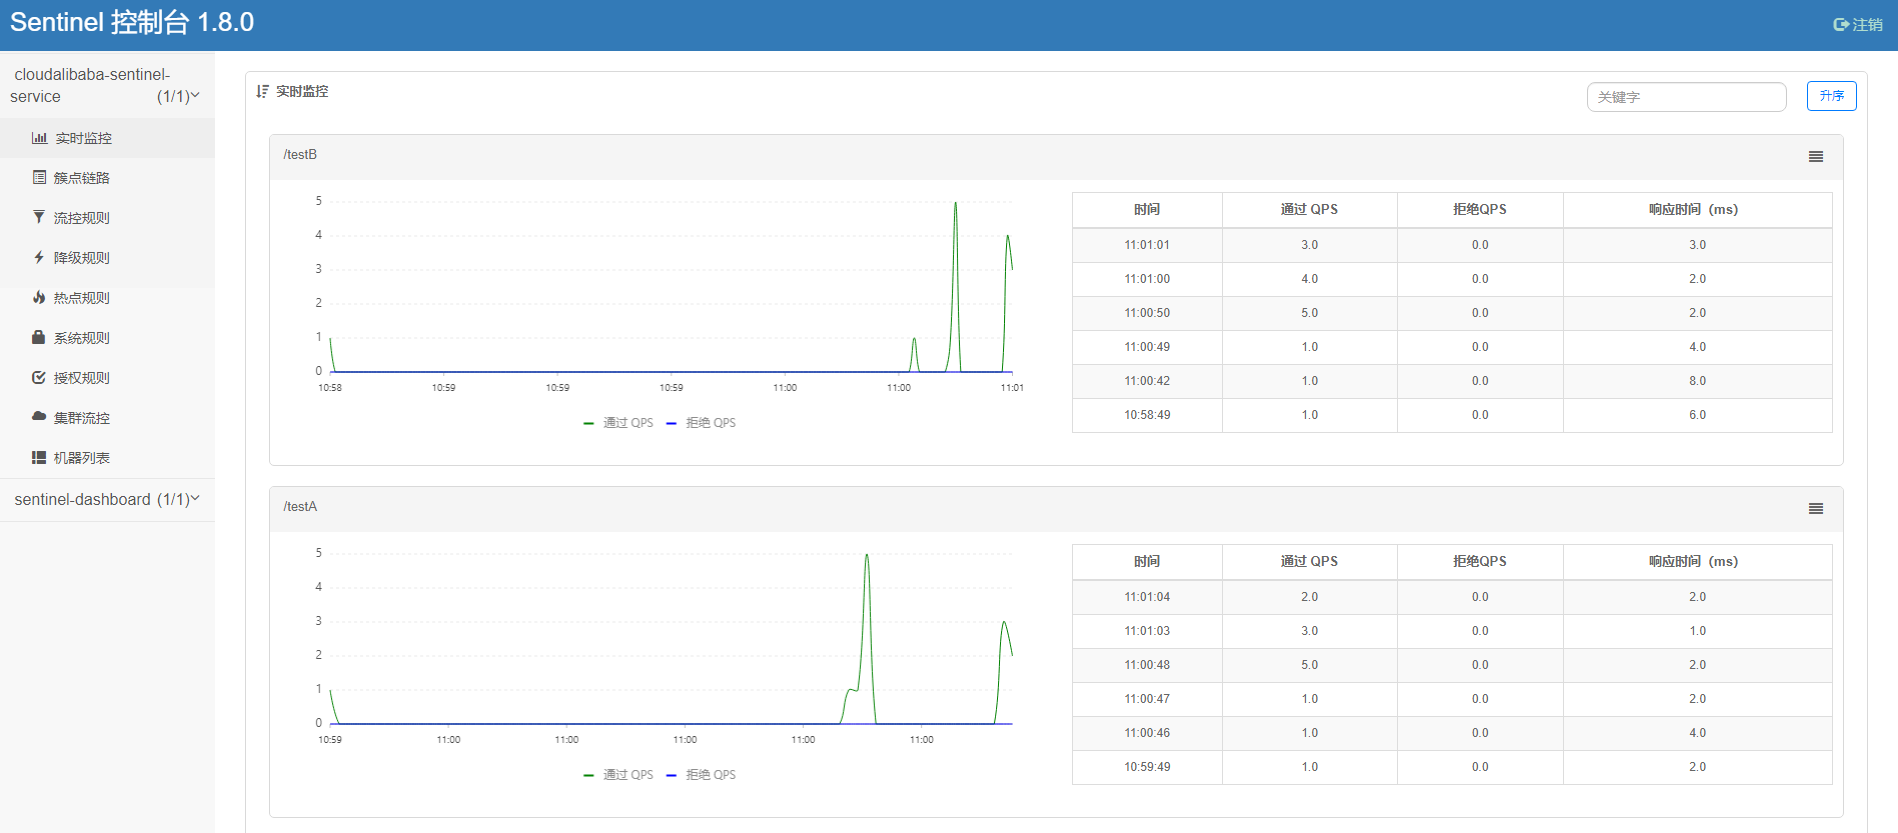 Sentinel 控制台 1.8.0
注销
cloudalibaba-sentinel-
service (1/1)
实时监控
簇点链路
流控规则
降级规则
热点规则
系统规则
授权规则
集群流控
机器列表
sentinel-dashboard (1/1)
实时监控
关键字
升序
/testB
5
4
3
2
1
0
10:58 10:59 10:59 10:59 11:00 11:00 11:01
通过 QPS 拒绝 QPS
时间 通过 QPS 拒绝QPS 响应时间（ms）
11:01:01 3.0 0.0 3.0
11:01:00 4.0 0.0 2.0
11:00:50 5.0 0.0 2.0
11:00:49 1.0 0.0 4.0
11:00:42 1.0 0.0 8.0
10:58:49 1.0 0.0 6.0
/testA
5
4
3
2
1
0
10:59 11:00 11:00 11:00 11:00 11:00
通过 QPS 拒绝 QPS
时间 通过 QPS 拒绝QPS 响应时间（ms）
11:01:04 2.0 0.0 2.0
11:01:03 3.0 0.0 1.0
11:00:48 5.0 0.0 2.0
11:00:47 1.0 0.0 2.0
11:00:46 1.0 0.0 4.0
10:59:49 1.0 0.0 2.0